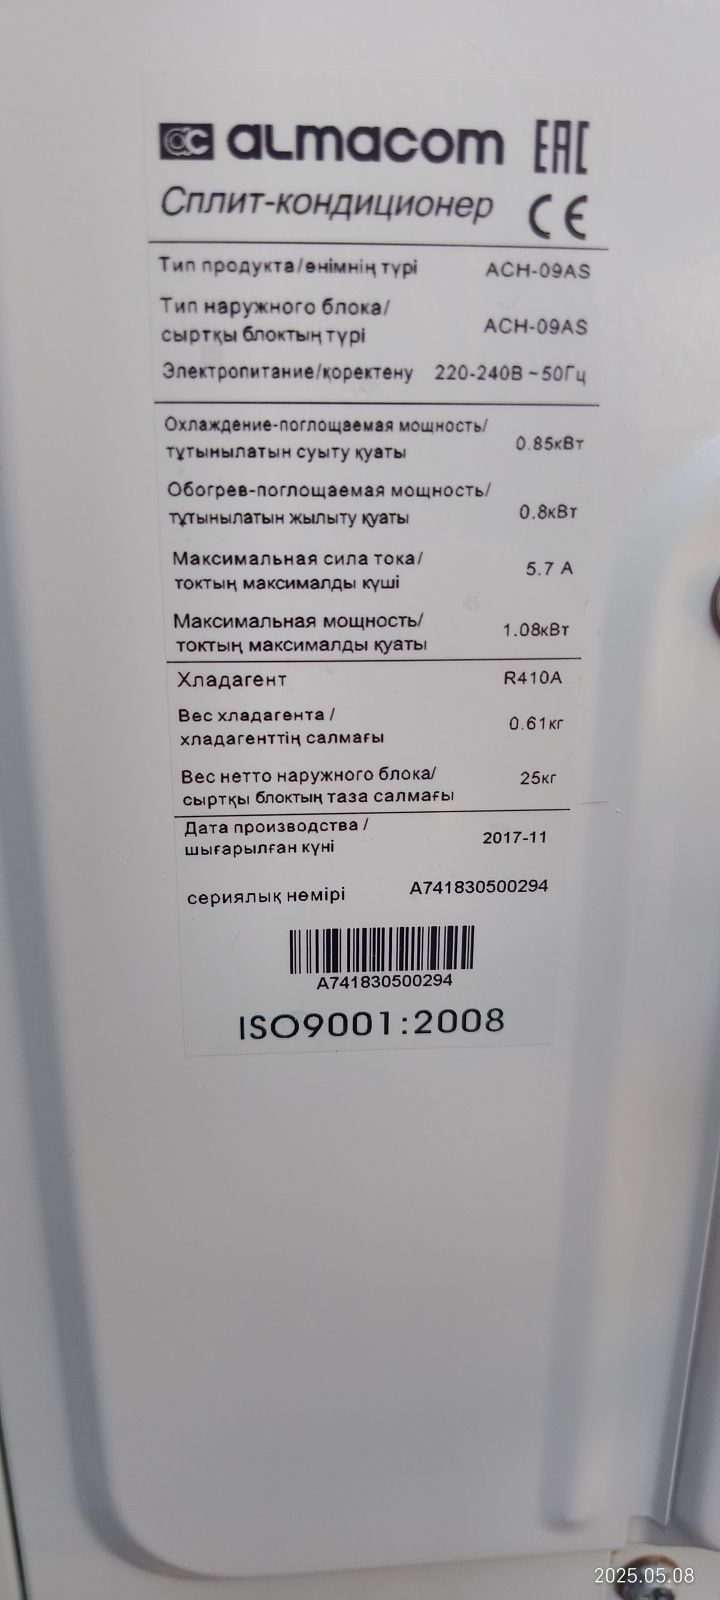 ac almacom EAC
Сплит-кондиционер CE
Тип продукта/өнімнің түрі ACH-09AS
Тип наружного блока/
сыртқы блоктың түрі ACH-09AS
Электропитание/қоректену 220-240В ~ 50Гц
Охлаждение-поглощаемая мощность/
тұтынылатын суыту қуаты 0.85кВт
Обогрев-поглощаемая мощность/
тұтынылатын жылыту қуаты 0.8кВт
Максимальная сила тока/
токтың максималды күші 5.7 А
Максимальная мощность/
токтың максималды қуаты 1.08кВт
Хладагент R410A
Вес хладагента /
хладагенттің салмағы 0.61кг
Вес нетто наружного блока/
сыртқы блоктың таза салмағы 25кг
Дата производства /
шығарылған күні 2017-11
сериялық немірі A741830500294
A741830500294
ISO9001:2008
2025.05.08